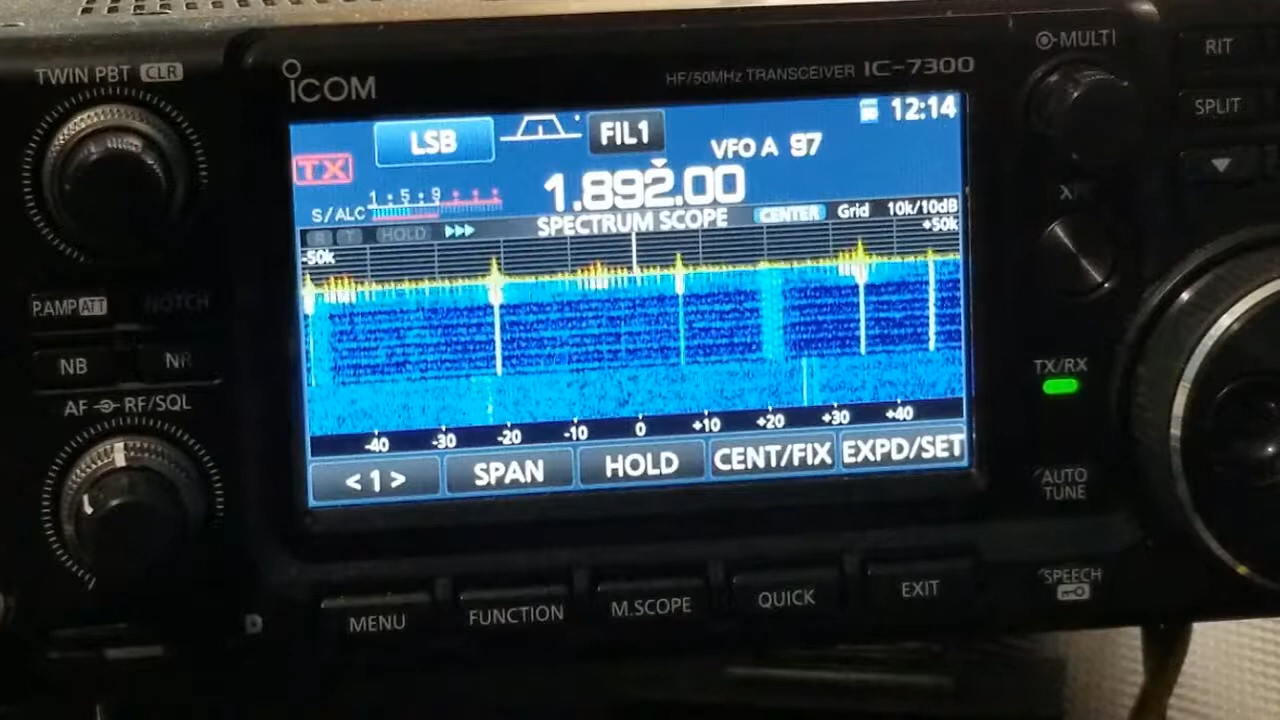 TWIN PBT CLR
ICOM
HF/50MHz TRANSCEIVER IC-7300
MULTI
RIT
SPLIT
LSB
FIL1
12:14
TX
VFO A 97
1.892.00
S/ALC 1 : 5 : 9
SPECTRUM SCOPE
CENTER
Grid
10k/10dB
HOLD
-50k
+50k
P.AMP ATT
NOTCH
NB
NR
AF RF/SQL
TX/RX
AUTO
TUNE
SPEECH
-40 -30 -20 -10 0 +10 +20 +30 +40
< 1 >
SPAN
HOLD
CENT/FIX
EXPD/SET
MENU
FUNCTION
M.SCOPE
QUICK
EXIT